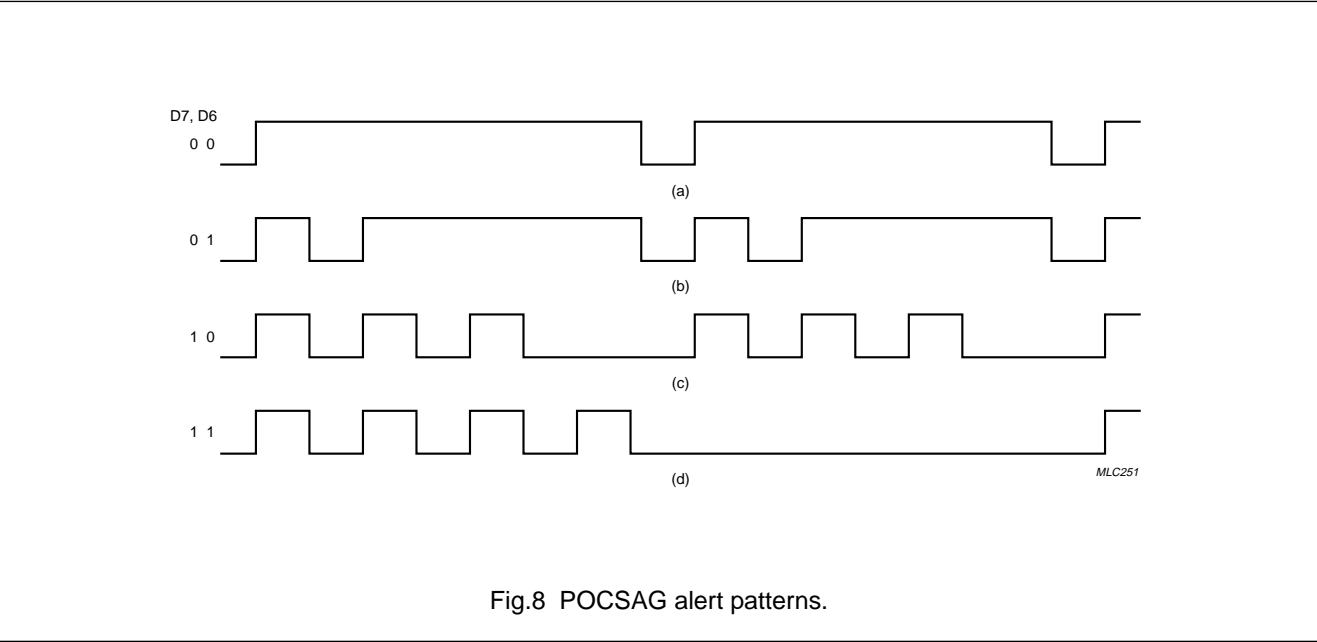 D7, D6
0 0
(a)
0 1
(b)
1 0
(c)
1 1
(d)
MLC251
Fig.8 POCSAG alert patterns.